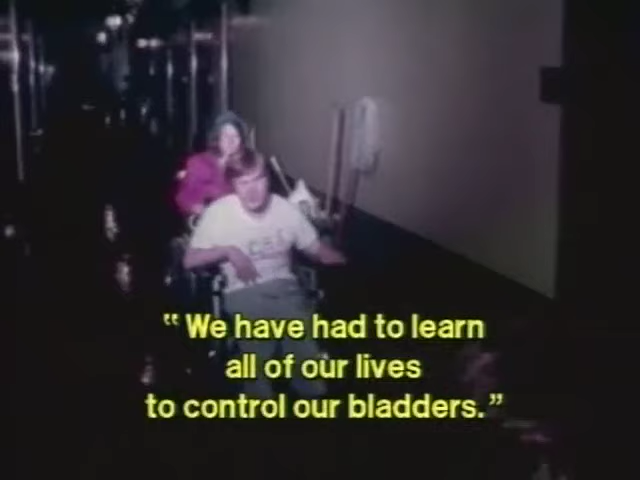 “ We have had to learn
all of our lives
to control our bladders.”